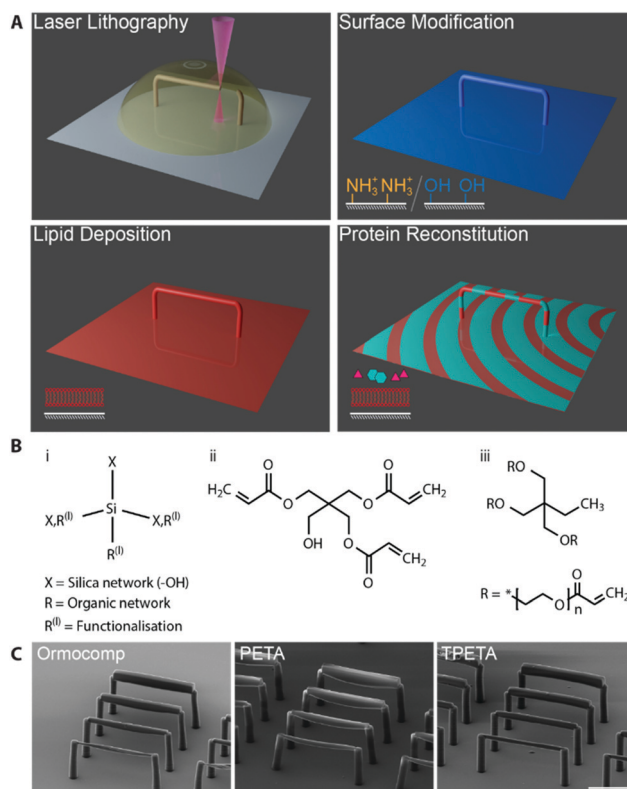 A
Laser Lithography
Surface Modification
NH₃⁺ NH₃⁺ / OH OH
Lipid Deposition
Protein Reconstitution
B
i
ii
iii
X
Si
X,R⁽ᴵ⁾
X,R⁽ᴵ⁾
R⁽ᴵ⁾
X = Silica network (-OH)
R = Organic network
R⁽ᴵ⁾ = Functionalisation
H₂C
O
O
O
O
CH₂
OH
O
CH₂
O
RO
RO
CH₃
OR
R = *
O
O
n
CH₂
C
Ormocomp
PETA
TPETA